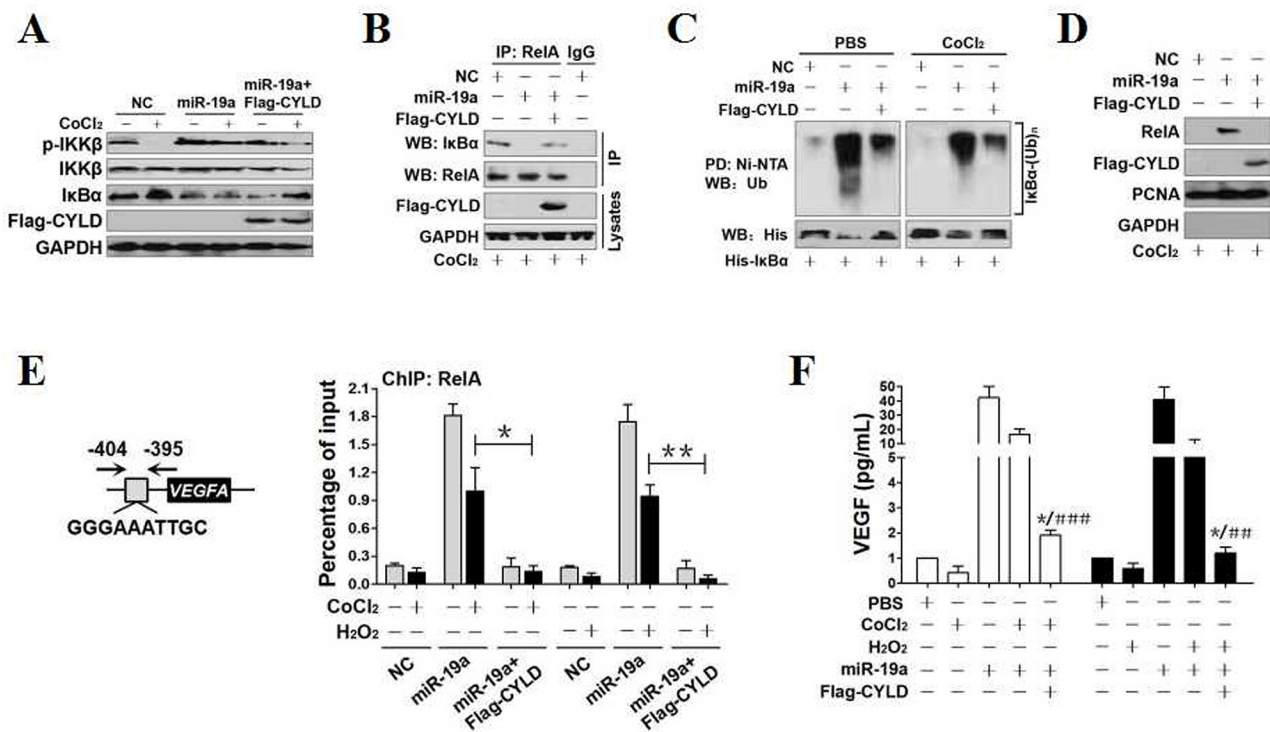 A
NC miR-19a miR-19a+
Flag-CYLD
CoCl₂ − + − + − +
p-IKKβ
IKKβ
IκBα
Flag-CYLD
GAPDH
B
IP: RelA IgG
NC + − − +
miR-19a − + + −
Flag-CYLD − − + −
WB: IκBα
WB: RelA
IP
Flag-CYLD
GAPDH
Lysates
CoCl₂ + + + +
C
PBS CoCl₂
NC + − − + − −
miR-19a − + + − + +
Flag-CYLD − − + − − +
PD: Ni-NTA
WB: Ub
IκBα-(Ub)n
WB: His
His-IκBα + + + + + +
D
NC + − −
miR-19a − + +
Flag-CYLD − − +
RelA
Flag-CYLD
PCNA
GAPDH
CoCl₂ + + +
E
-404 -395
VEGFA
GGGAAATTGC
ChIP: RelA
Percentage of input
2.1
1.8
1.5
1.2
0.9
0.6
0.3
0.0
*
**
CoCl₂ − + − + − + − − − − − −
H₂O₂ − − − − − − − + − + − +
NC miR-19a miR-19a+
Flag-CYLD
NC miR-19a miR-19a+
Flag-CYLD
F
VEGF (pg/mL)
50
40
30
20
10
5
4
3
2
1
0
*/###
*/##
PBS + − − − − + − − − −
CoCl₂ − + − + + − − − − −
H₂O₂ − − − − − − + − + +
miR-19a − − + + + − − + + +
Flag-CYLD − − − − + − − − − +